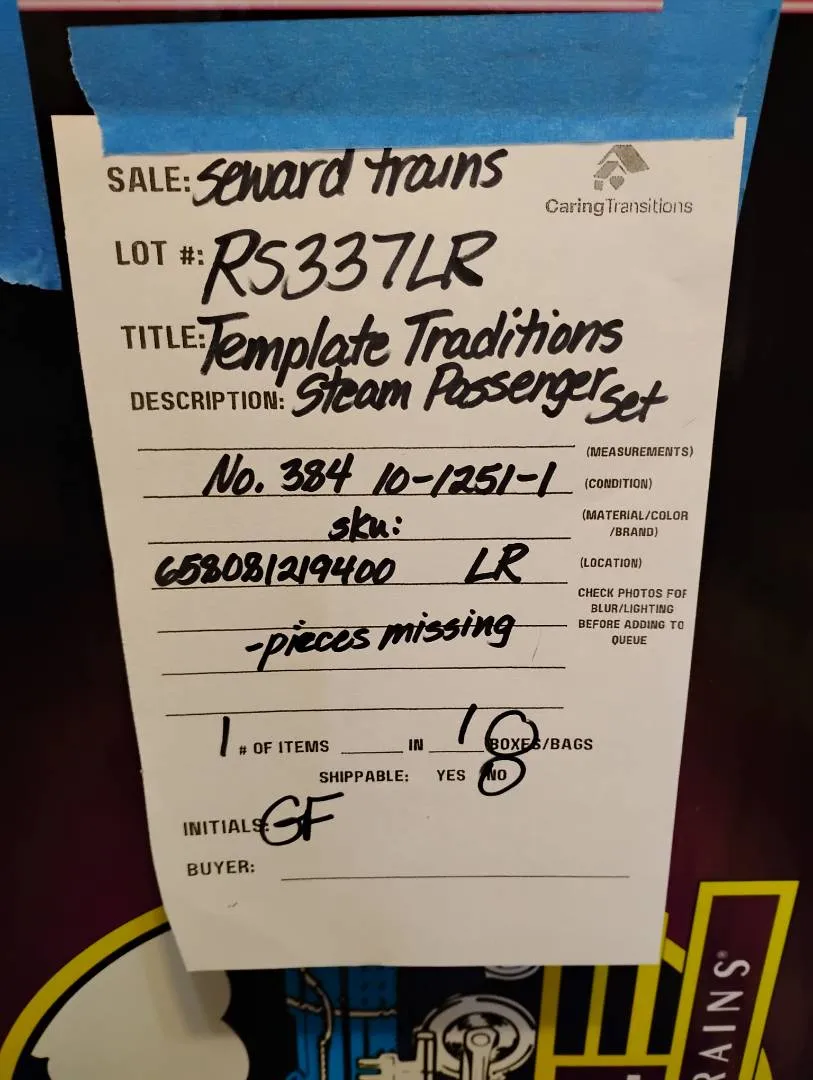 SALE: Seward trains
CaringTransitions
LOT #: RS337LR
TITLE: Template Traditions
DESCRIPTION: Steam Passenger Set
(MEASUREMENTS)
No. 384 10-1251-1 (CONDITION)
sku: (MATERIAL/COLOR
/BRAND)
658081219400 LR (LOCATION)
CHECK PHOTOS FOR
BLUR/LIGHTING
BEFORE ADDING TO
QUEUE
-pieces missing
1 # OF ITEMS IN 1 BOXES/BAGS
SHIPPABLE: YES NO
INITIALS: GF
BUYER:
RAINS